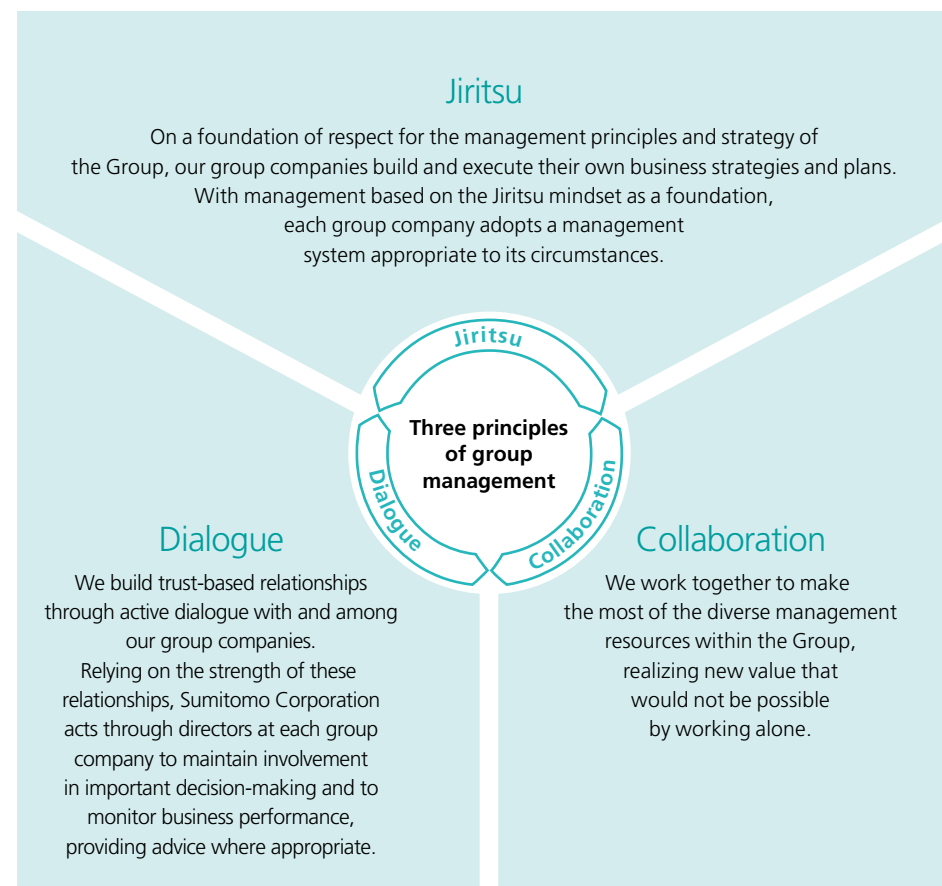 Jiritsu
On a foundation of respect for the management principles and strategy of
the Group, our group companies build and execute their own business strategies and plans.
With management based on the Jiritsu mindset as a foundation,
each group company adopts a management
system appropriate to its circumstances.
Jiritsu
Three principles
of group
management
Dialogue
Collaboration
Dialogue
We build trust-based relationships
through active dialogue with and among
our group companies.
Relying on the strength of these
relationships, Sumitomo Corporation
acts through directors at each group
company to maintain involvement
in important decision-making and to
monitor business performance,
providing advice where appropriate.
Collaboration
We work together to make
the most of the diverse management
resources within the Group,
realizing new value that
would not be possible
by working alone.